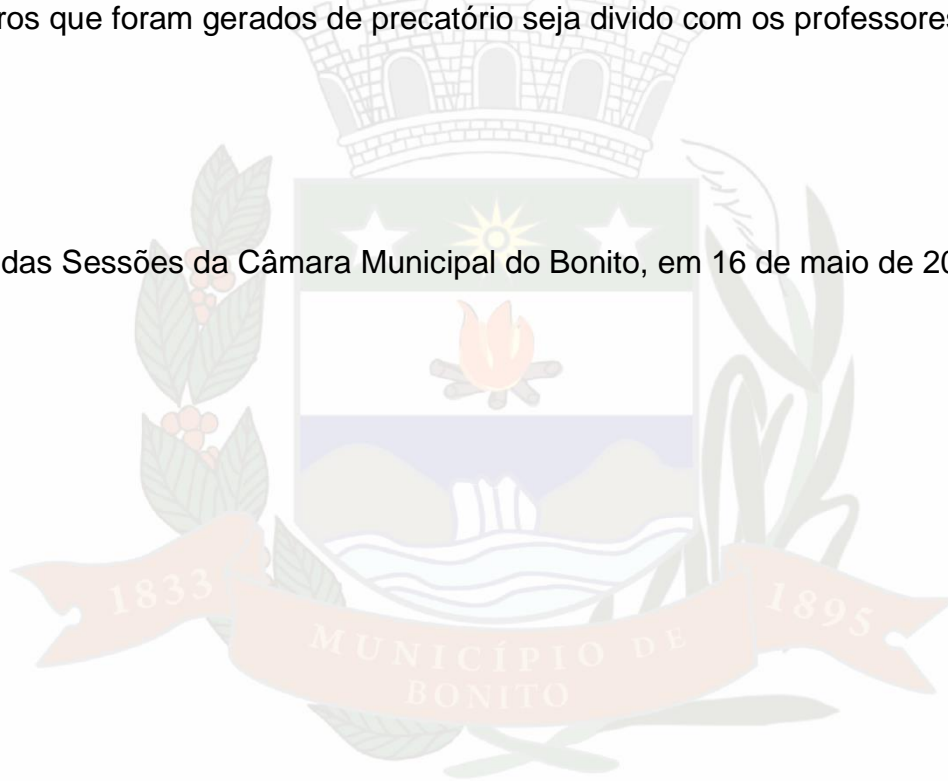 ros que foram gerados de precatório seja divido com os professores
das Sessões da Câmara Municipal do Bonito, em 16 de maio de 20
1833
1895
MUNICÍPIO DE
BONITO